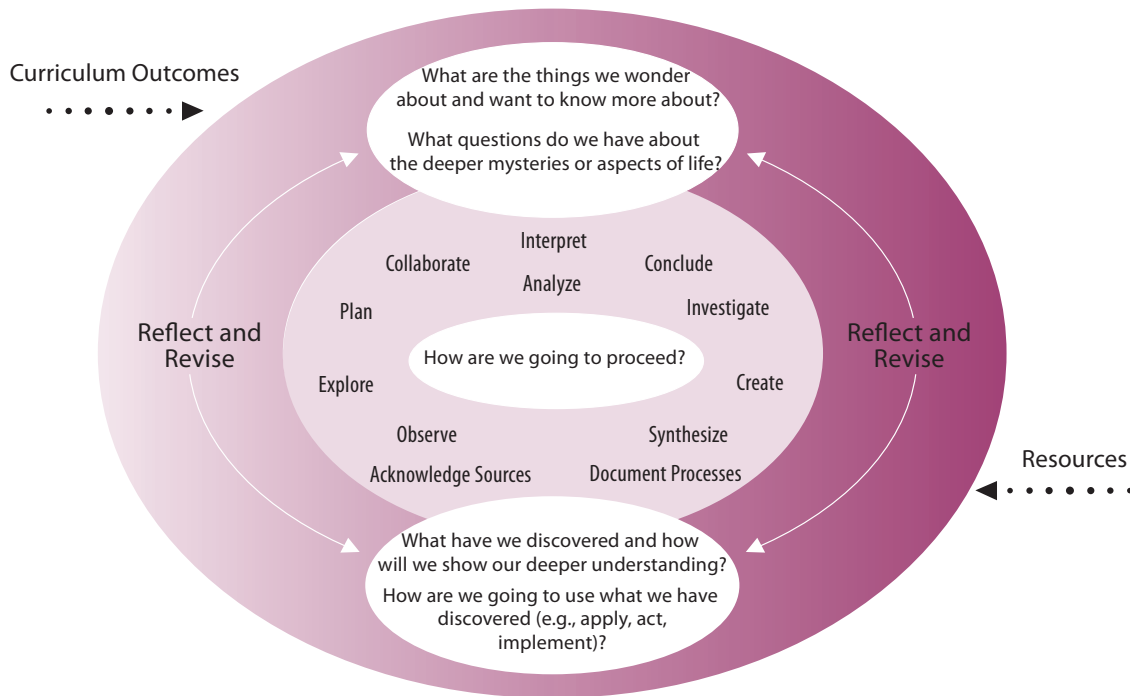 Curriculum Outcomes
What are the things we wonder
about and want to know more about?
What questions do we have about
the deeper mysteries or aspects of life?
Interpret
Collaborate
Conclude
Analyze
Plan
Investigate
Reflect and
Revise
How are we going to proceed?
Reflect and
Revise
Explore
Create
Observe
Synthesize
Acknowledge Sources
Document Processes
Resources
What have we discovered and how
will we show our deeper understanding?
How are we going to use what we have
discovered (e.g., apply, act,
implement)?